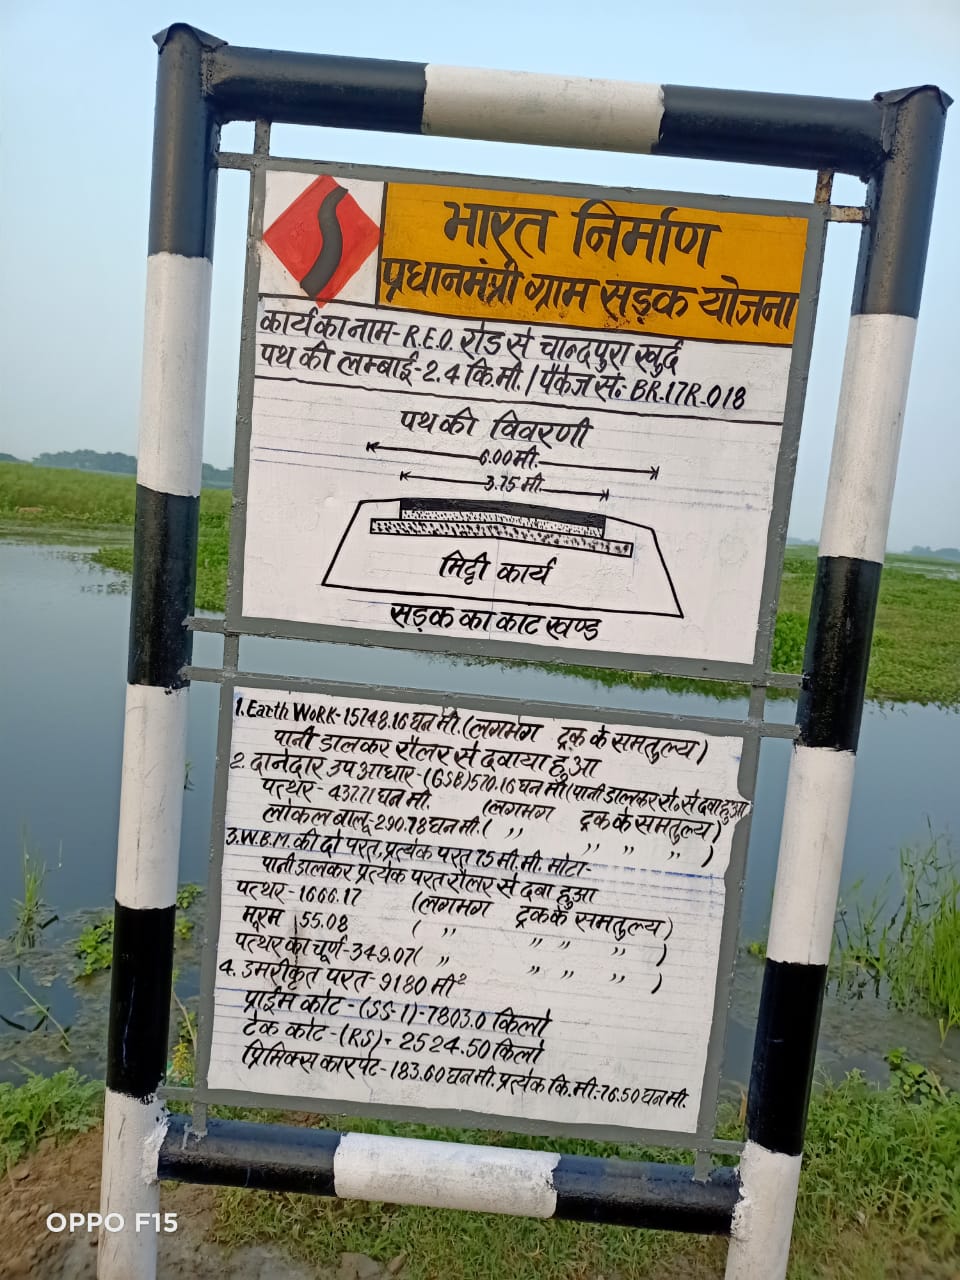 भारत निर्माण
प्रधानमंत्री ग्राम सड़क योजना
कार्य का नाम- R.E.O. रोड से चान्दपुरा खुर्द
पथ की लम्बाई- 2.4 कि.मी. / पैकेज सं. BR.17R.018
पथ की विवरणी
6.00 मी.
3.75 मी.
मिट्टी कार्य
सड़क का काट खण्ड
1. Earth WoRK-15748.16 घन मी. (लगभग ट्रक के समतुल्य)
पानी डालकर रौलर से दवाया हुआ
2. दानेदार उप आधार-(GSB) 570.16 घन मी (पानी डालकर रो. से दवा हुआ
पत्थर- 437.71 घन मी. (लगभग ट्रक के समतुल्य)
लोकल बालू-290.78 घन मी. ( ,, ,, ,, ,, )
3. W.B.M. की दो परत, प्रत्येक परत 75 मी.मी. मोटा-
पानी डालकर प्रत्येक परत रौलर से दबा हुआ
पत्थर- 1666.17 (लगभग ट्रक के समतुल्य)
मूरम 155.08 ( ,, ,, ,, ,, )
पत्थर का चूर्ण-349.07 ( ,, ,, ,, ,, )
4. डमरीकृत परत- 9180 मी²
प्राईम कोट - (SS-1)-7803.0 किलो
टेक कोट - (RS)- 2524.50 किलो
प्रिमिक्स कारपेट- 183.60 घन मी. प्रत्येक कि.मी.-76.50 घन मी.
OPPO F15